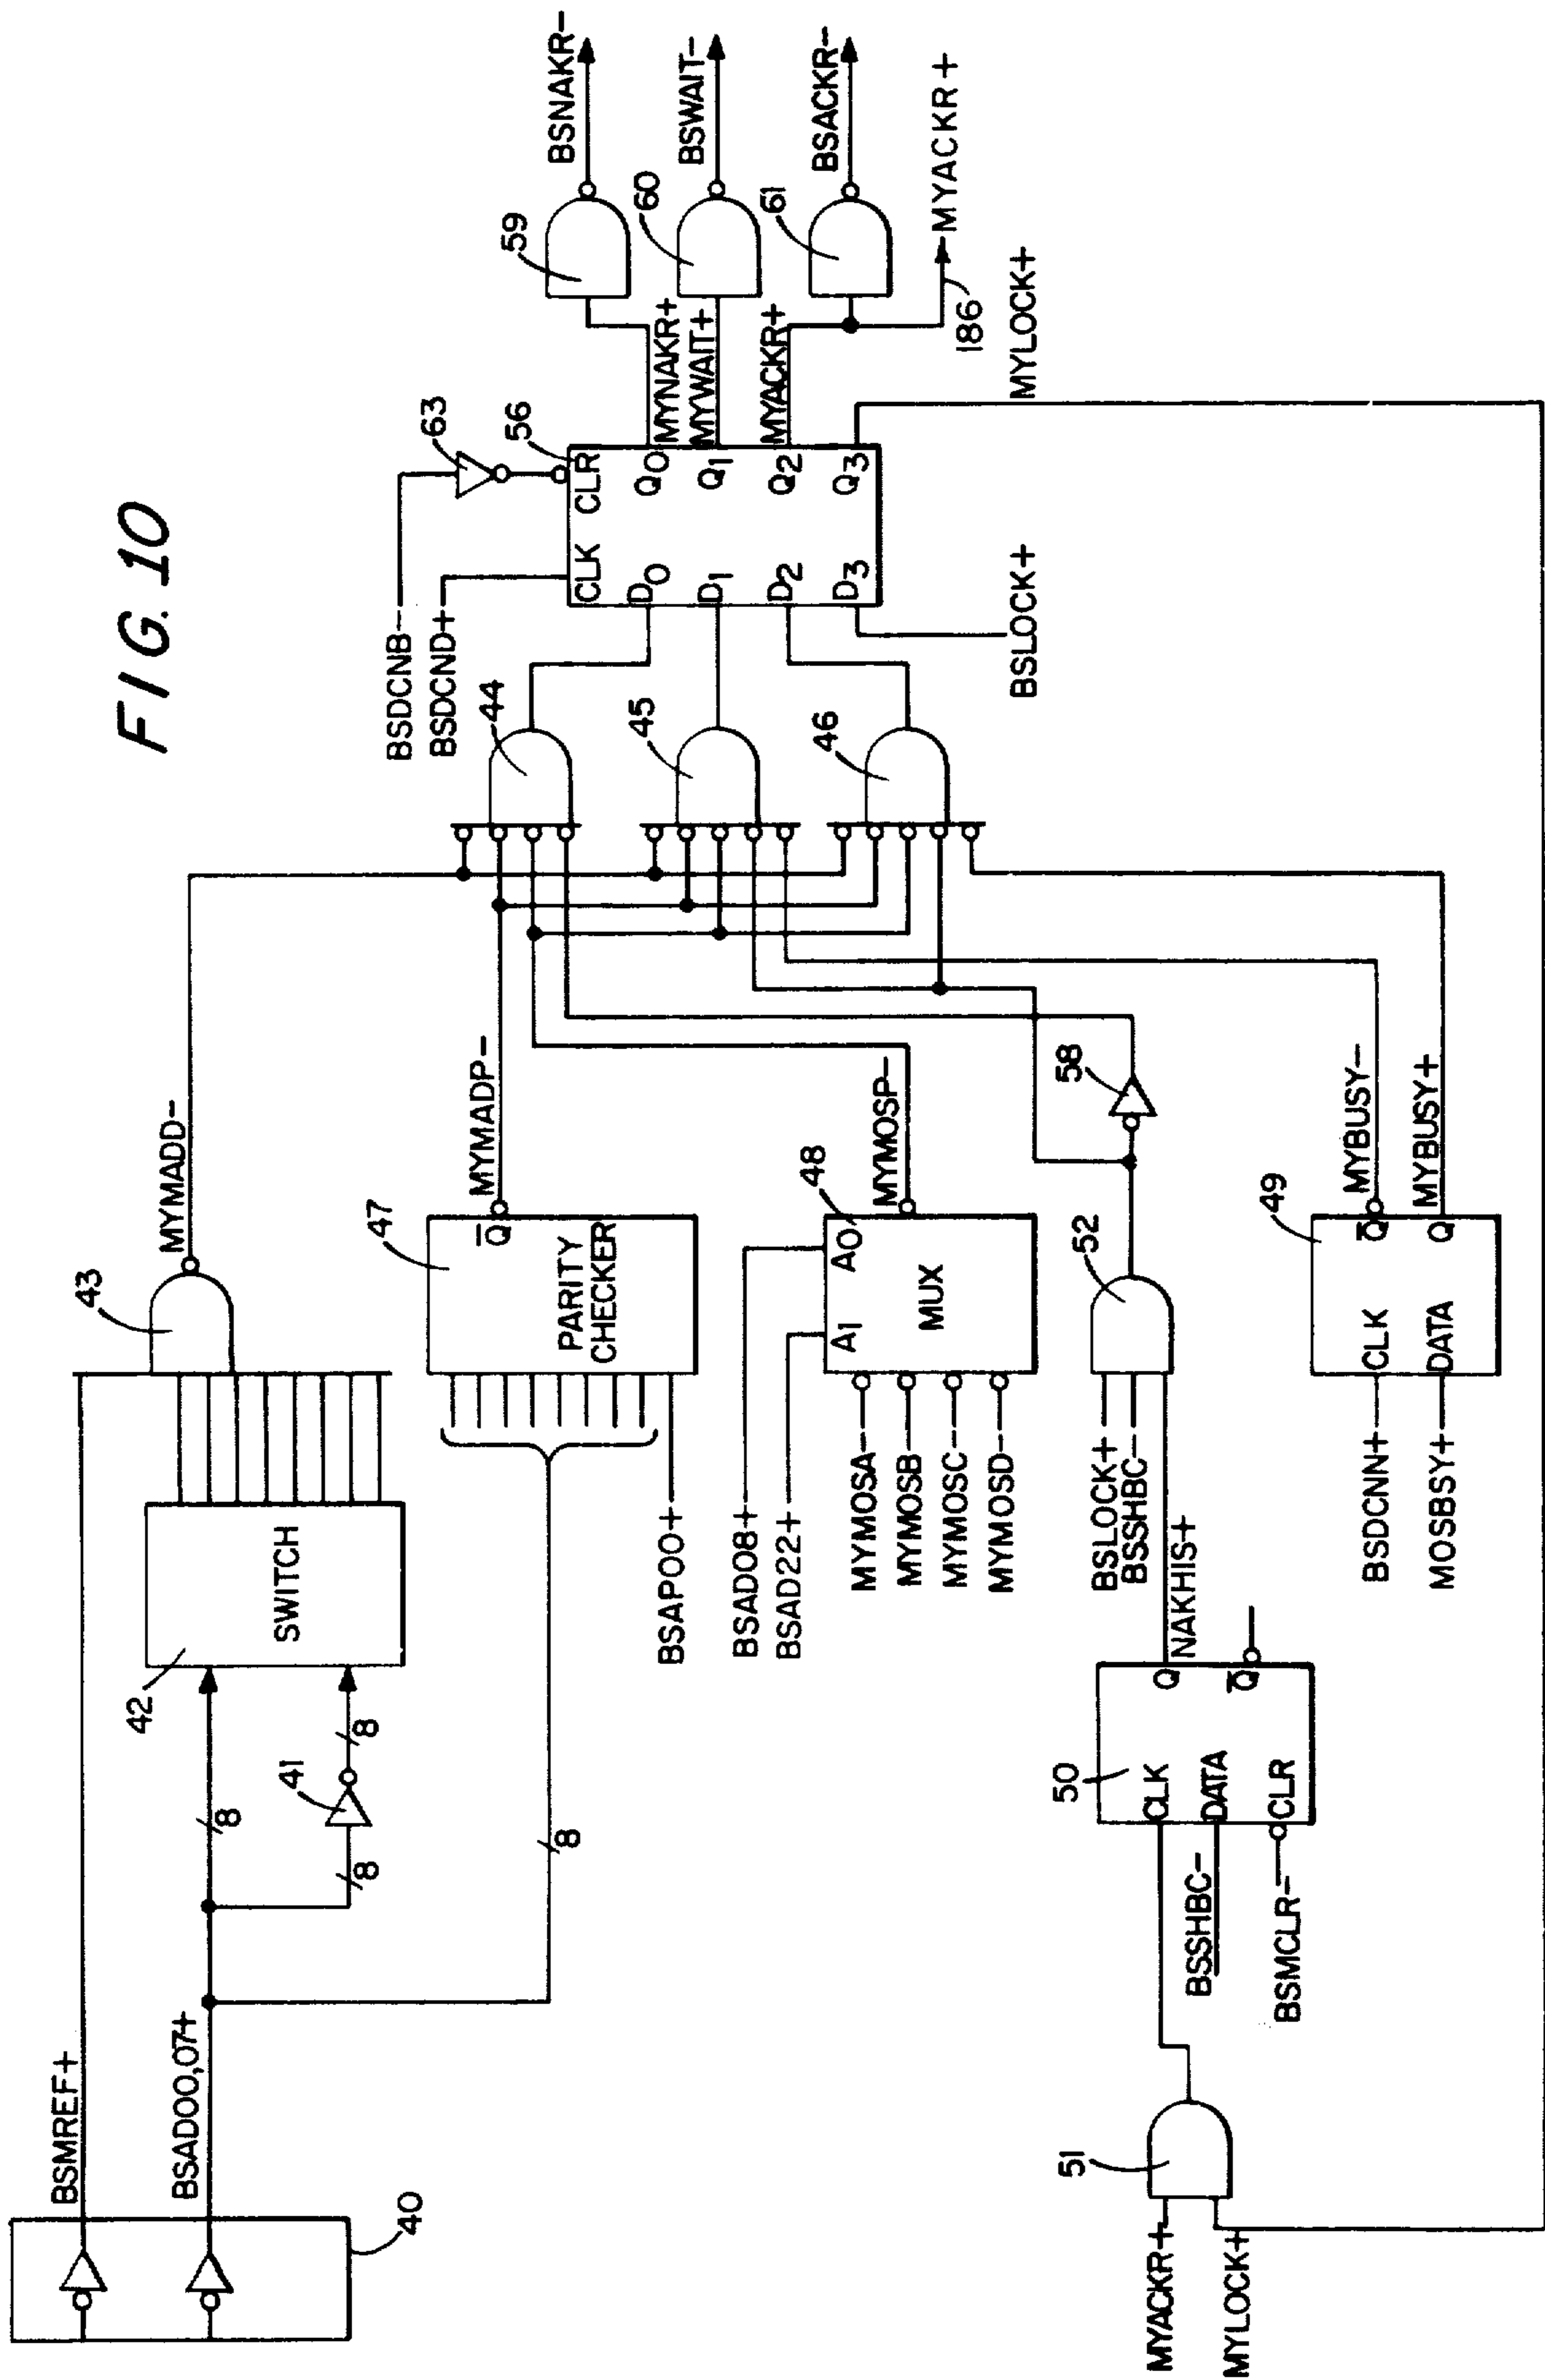 FIG. 10
BSMREF+
BSAD00,07+
40
8
8
41
8
42
SWITCH
43
MYMADD-
8
47
PARITY
CHECKER
Q
MYMADP-
BSAP00+
BSAD08+
BSAD22+
A1
A0
48
MUX
MYMOSP-
MYMOSA-
MYMOSB-
MYMOSC-
MYMOSD-
BSLOCK+
BSSHBC-
NAKHIS+
52
58
MYACKR+
MYLOCK+
51
50
CLK
DATA
CLR
Q
Q
BSSHBC-
BSMCLR-
BSDCNN+
MOSBSY+
49
CLK
DATA
Q
Q
MYBUSY-
MYBUSY+
44
45
46
BSDCNB-
BSDCND+
63
56
CLK
CLR
D0
D1
D2
D3
Q0
Q1
Q2
Q3
BSLOCK+
MYNAKR+
MYWAIT+
MYACKR+
59
60
61
BSNAKR-
BSWAIT-
BSACKR-
MYACKR+
186
MYLOCK+